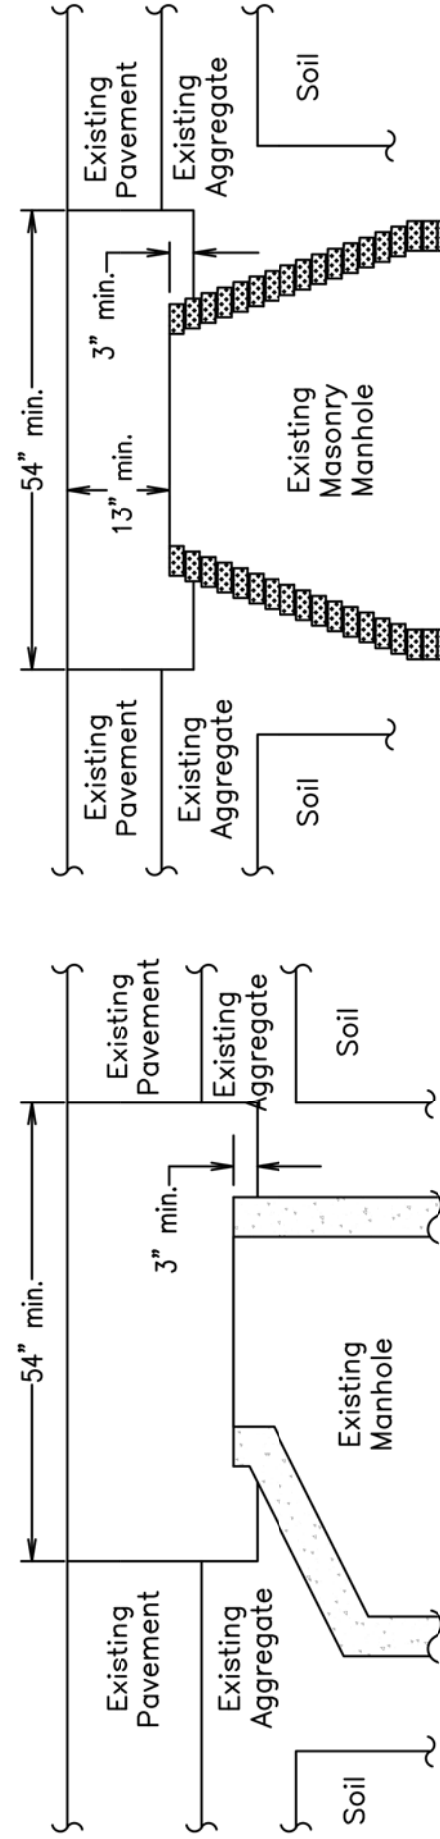 54” min.
Existing
Pavement
Existing
Aggregate
Soil
3” min.
Existing
Manhole
Existing
Pavement
Existing
Aggregate
Soil
54” min.
Existing
Pavement
Existing
Aggregate
Soil
13” min.
3” min.
Existing
Masonry
Manhole
Existing
Pavement
Existing
Aggregate
Soil